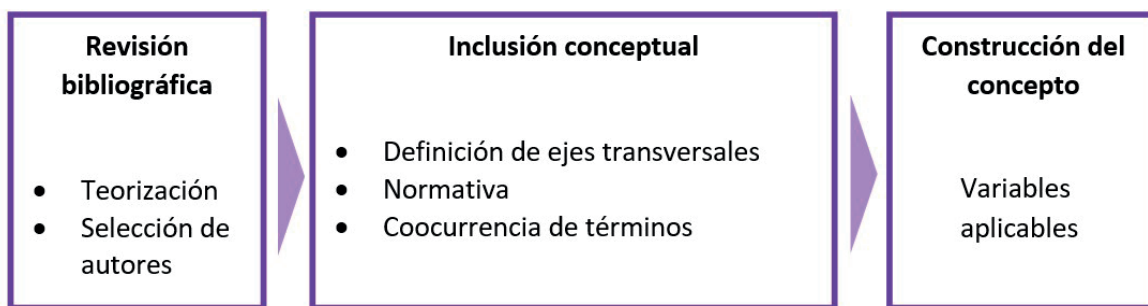 Revisión
bibliográfica
• Teorización
• Selección de
autores
Inclusión conceptual
• Definición de ejes transversales
• Normativa
• Coocurrencia de términos
Construcción del
concepto
Variables
aplicables